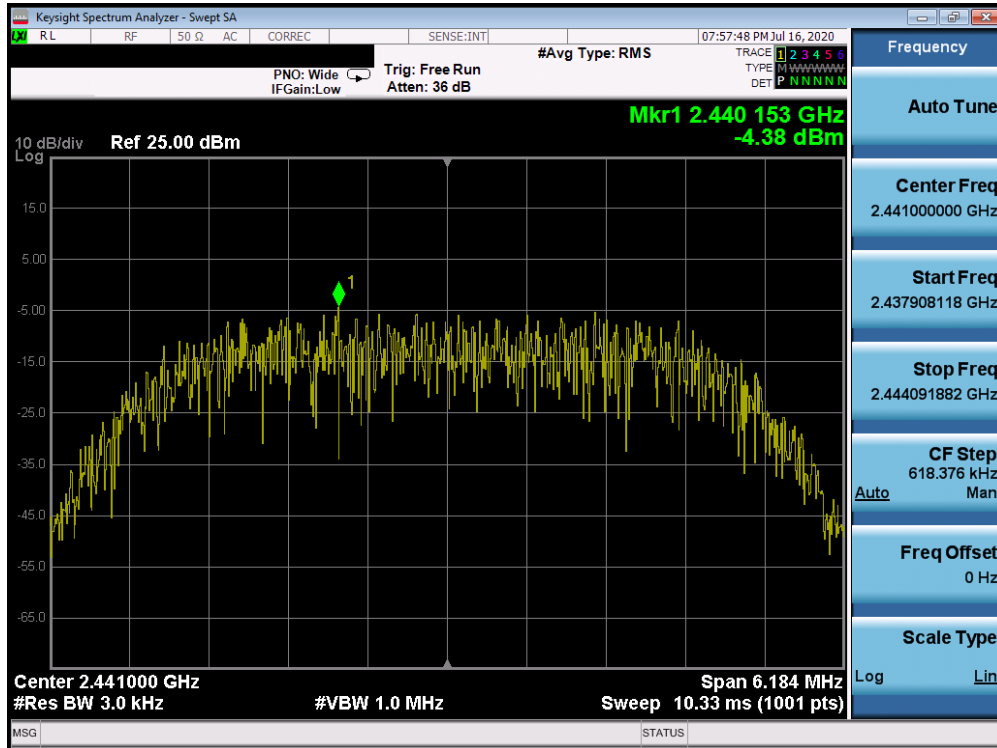 Keysight Spectrum Analyzer - Swept SA
LXI RL RF 50 Ω AC CORREC SENSE:INT 07:57:48 PM Jul 16, 2020
#Avg Type: RMS
TRACE 1 2 3 4 5 6
TYPE M WWWWW
DET P N N N N N
PNO: Wide
IFGain:Low
Trig: Free Run
Atten: 36 dB
Mkr1 2.440 153 GHz
-4.38 dBm
10 dB/div
Log
Ref 25.00 dBm
1
15.0
5.00
-5.00
-15.0
-25.0
-35.0
-45.0
-55.0
-65.0
Center 2.441000 GHz
Span 6.184 MHz
#Res BW 3.0 kHz
#VBW 1.0 MHz
Sweep 10.33 ms (1001 pts)
MSG
STATUS
Frequency
Auto Tune
Center Freq
2.441000000 GHz
Start Freq
2.437908118 GHz
Stop Freq
2.444091882 GHz
CF Step
618.376 kHz
Auto Man
Freq Offset
0 Hz
Scale Type
Log Lin